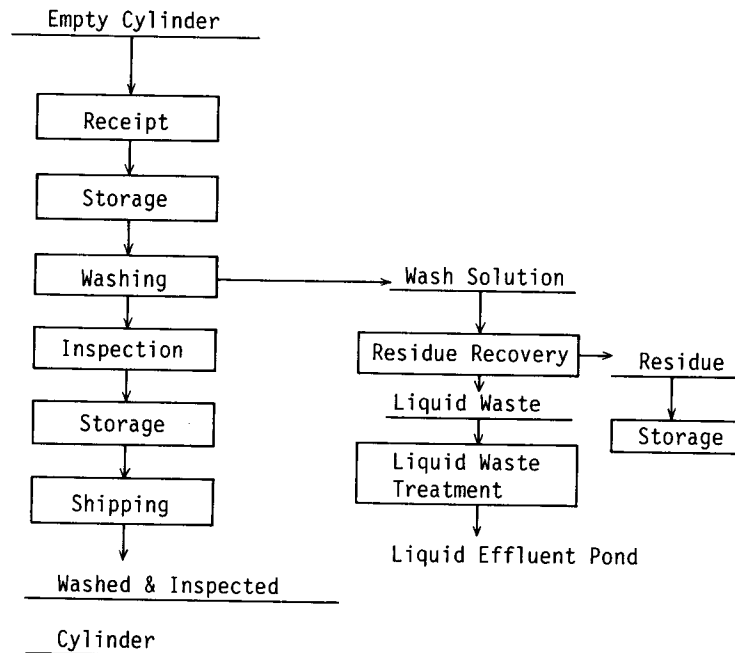 Empty Cylinder
Receipt
Storage
Washing
Inspection
Storage
Shipping
Washed & Inspected
Cylinder
Wash Solution
Residue Recovery
Liquid Waste
Liquid Waste
Treatment
Liquid Effluent Pond
Residue
Storage